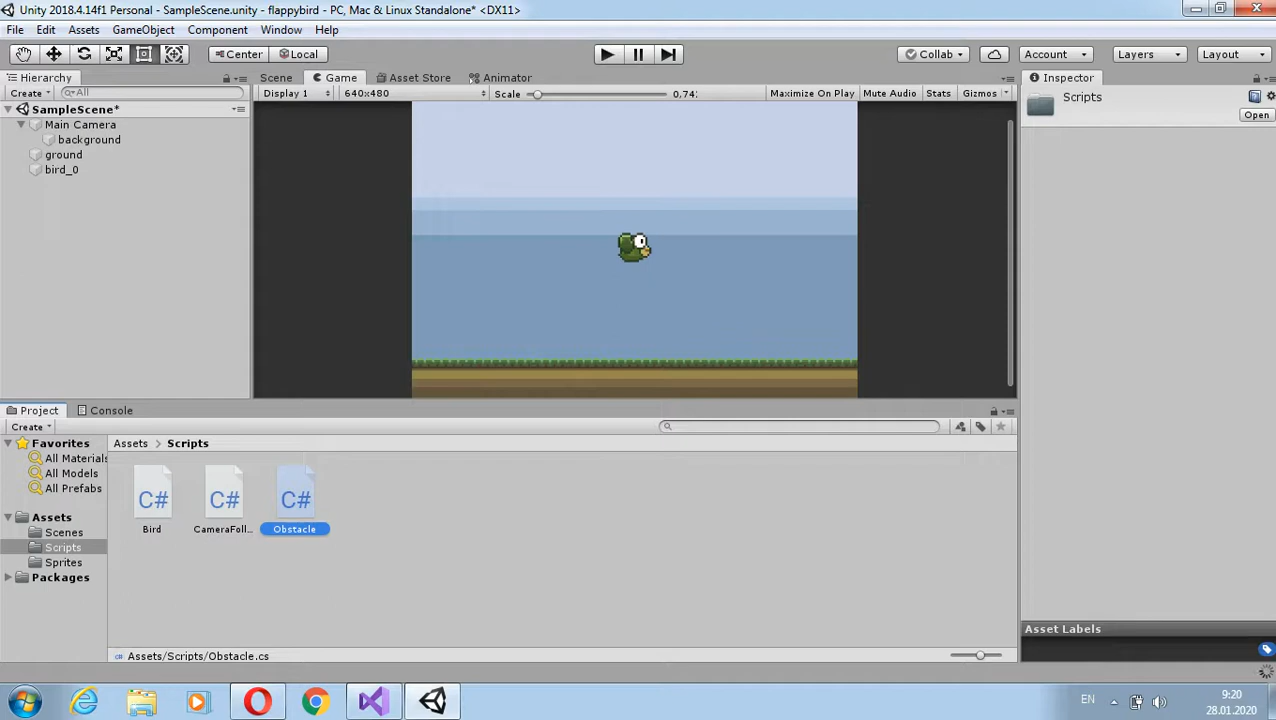 Unity 2018.4.14f1 Personal - SampleScene.unity - flappybird - PC, Mac & Linux Standalone* <DX11>
File Edit Assets GameObject Component Window Help
Center Local Collab Account Layers Layout
Hierarchy Scene Game Asset Store Animator Inspector
Create All Display 1 640x480 Scale 0,74: Maximize On Play Mute Audio Stats Gizmos Scripts
SampleScene* Open
Main Camera
background
ground
bird_0
Project Console
Create
Favorites Assets > Scripts
All Materials
All Models
All Prefabs
C# C# C#
Assets Bird CameraFoll... Obstacle
Scenes
Scripts
Sprites
Packages
Asset Labels
Assets/Scripts/Obstacle.cs
EN 9:20
28.01.2020